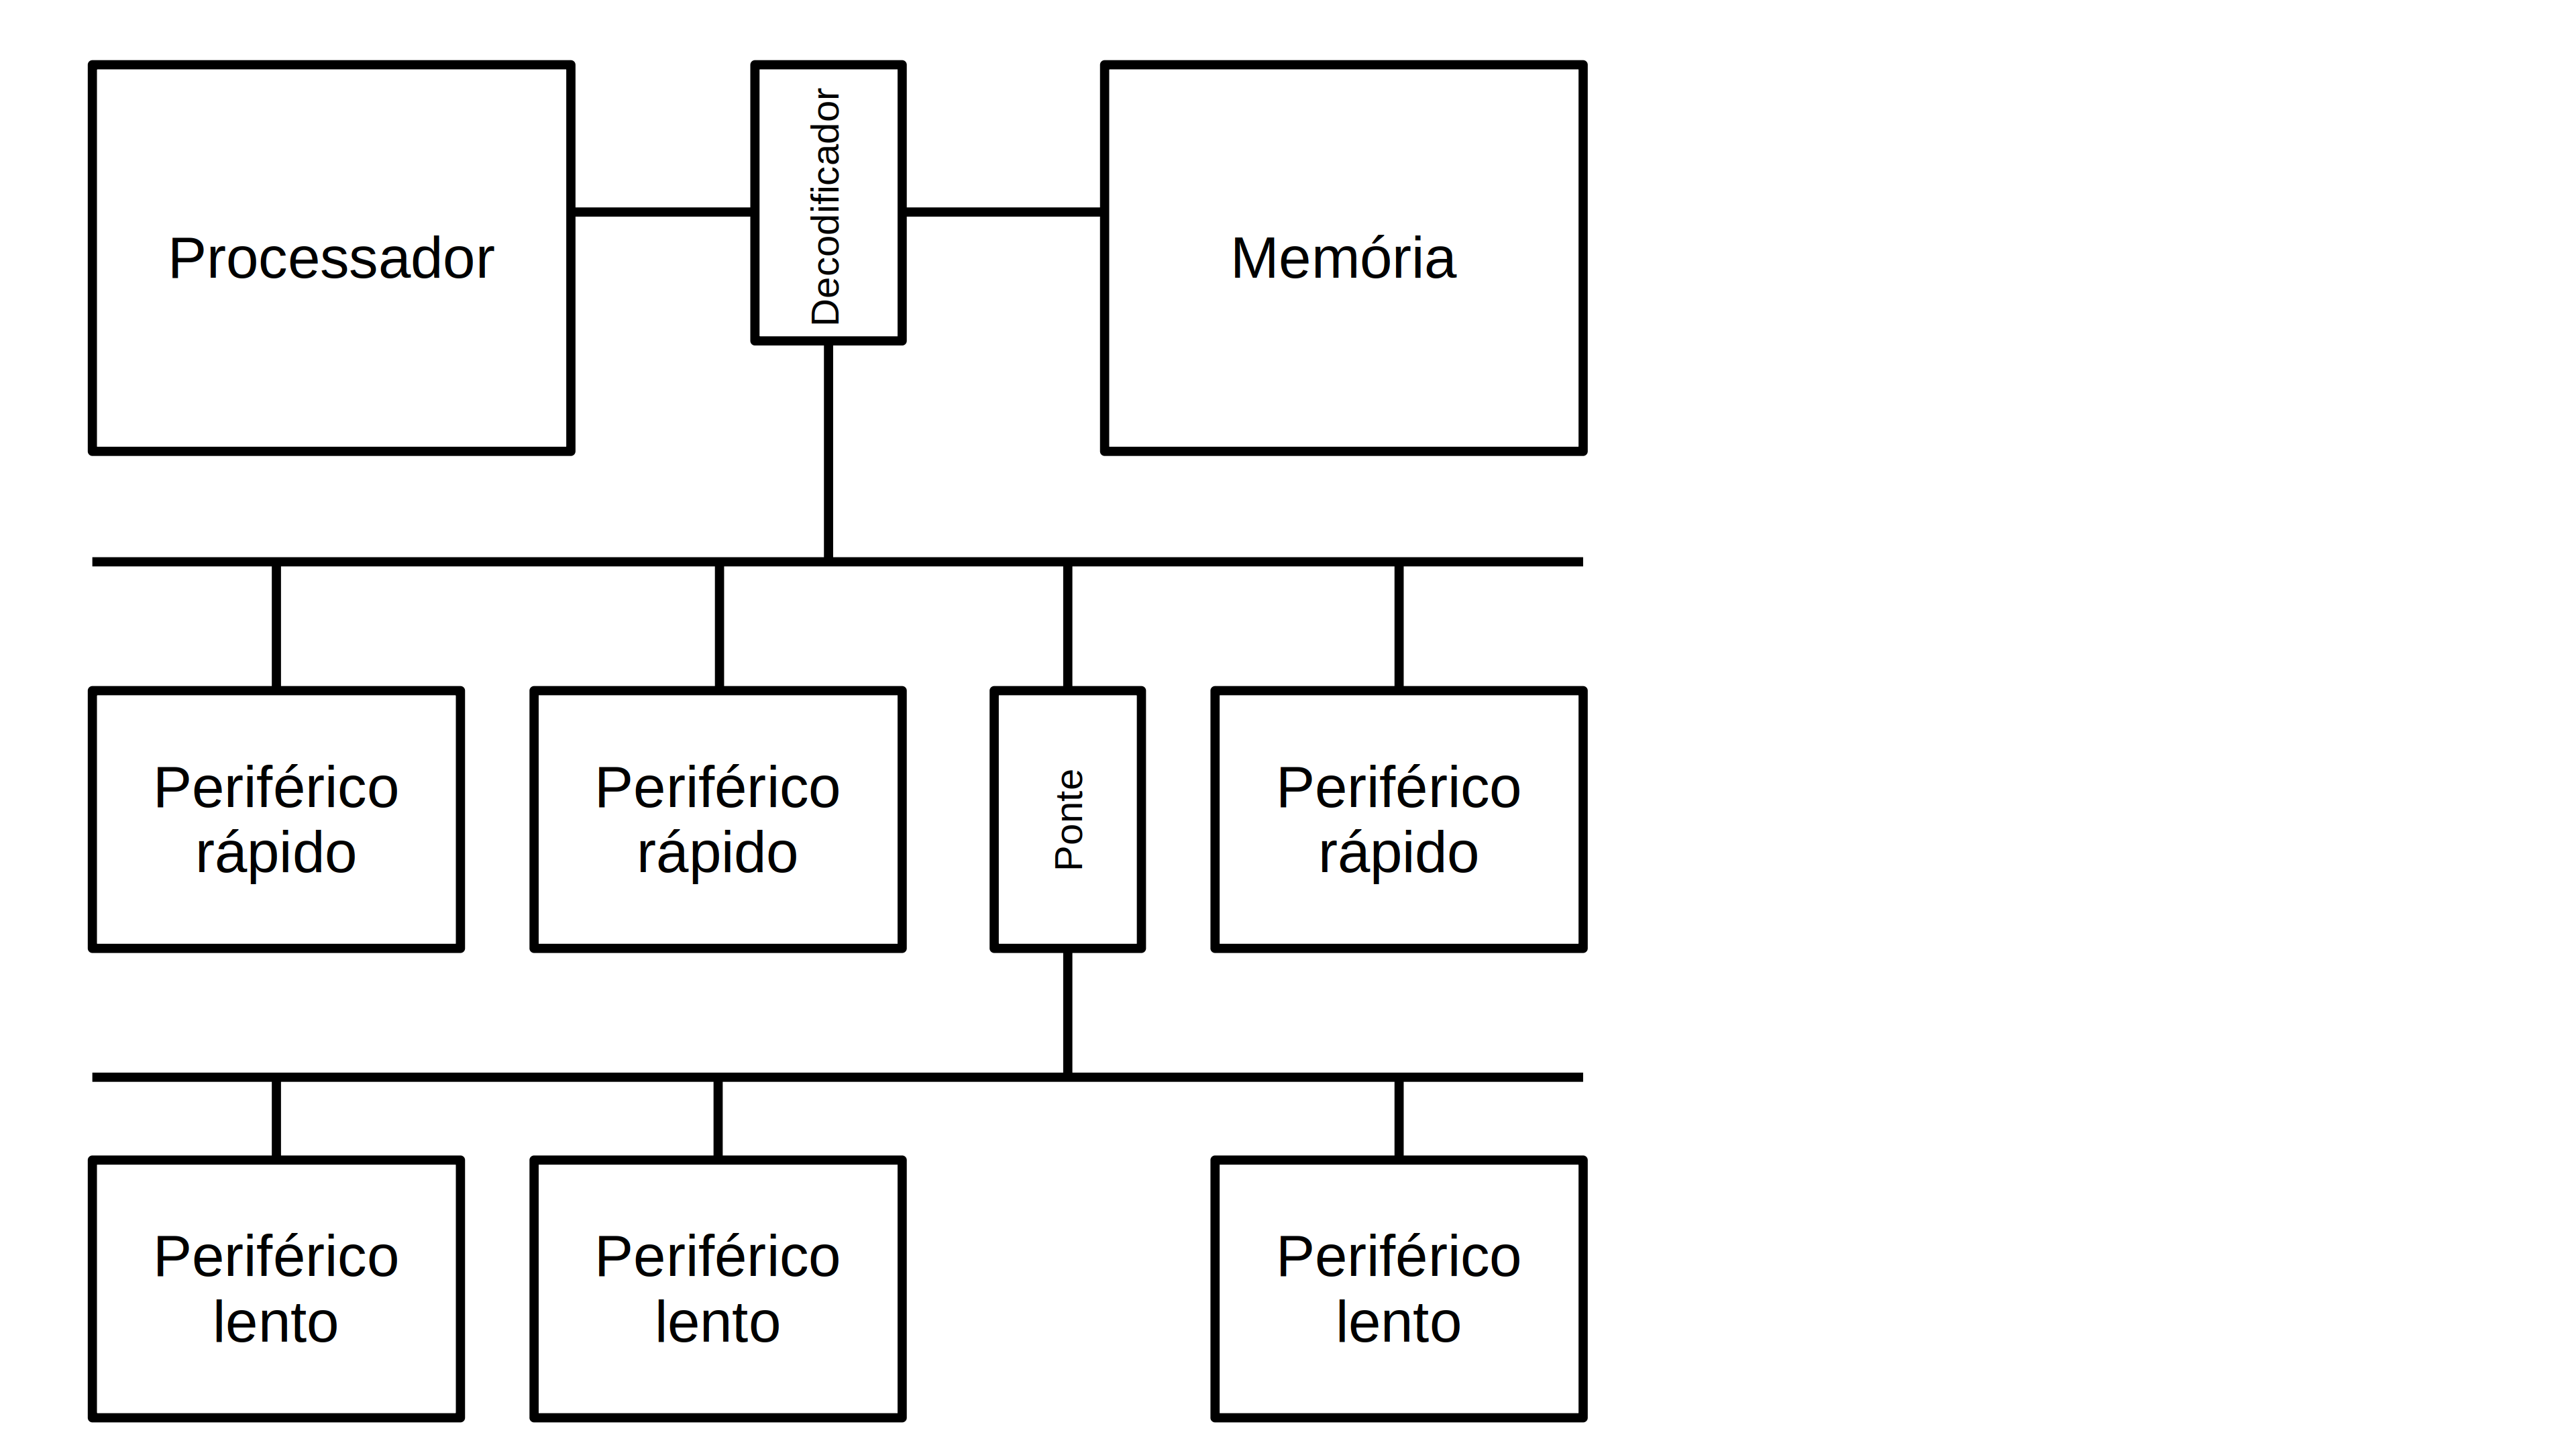 Processador
Decodificador
Memória
Periférico
rápido
Periférico
rápido
Ponte
Periférico
rápido
Periférico
lento
Periférico
lento
Periférico
lento